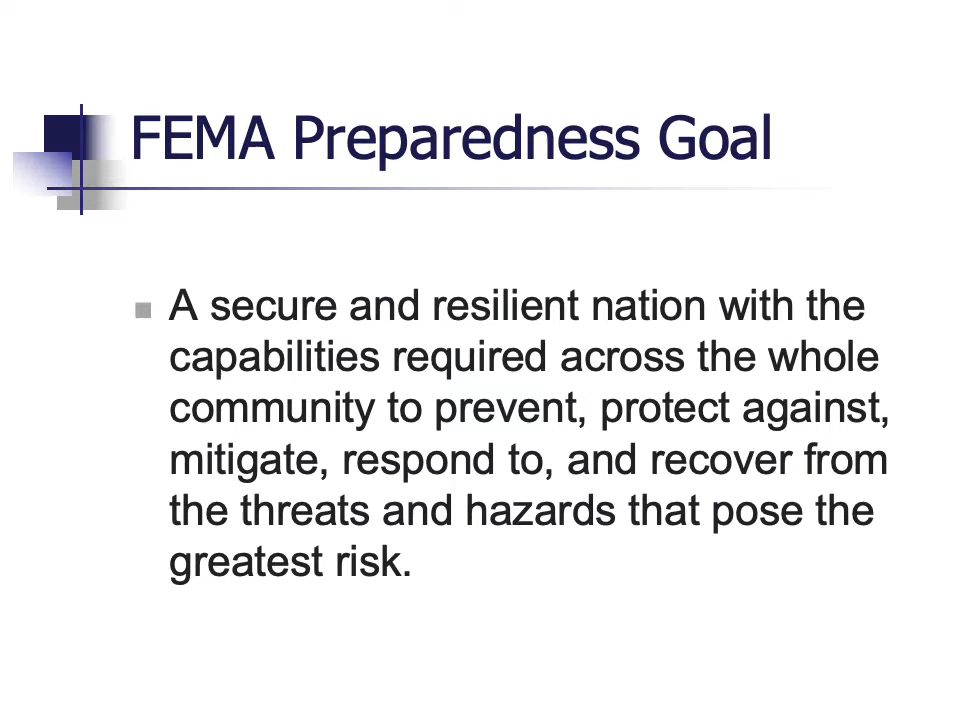 FEMA Preparedness Goal
A secure and resilient nation with the
capabilities required across the whole
community to prevent, protect against,
mitigate, respond to, and recover from
the threats and hazards that pose the
greatest risk.